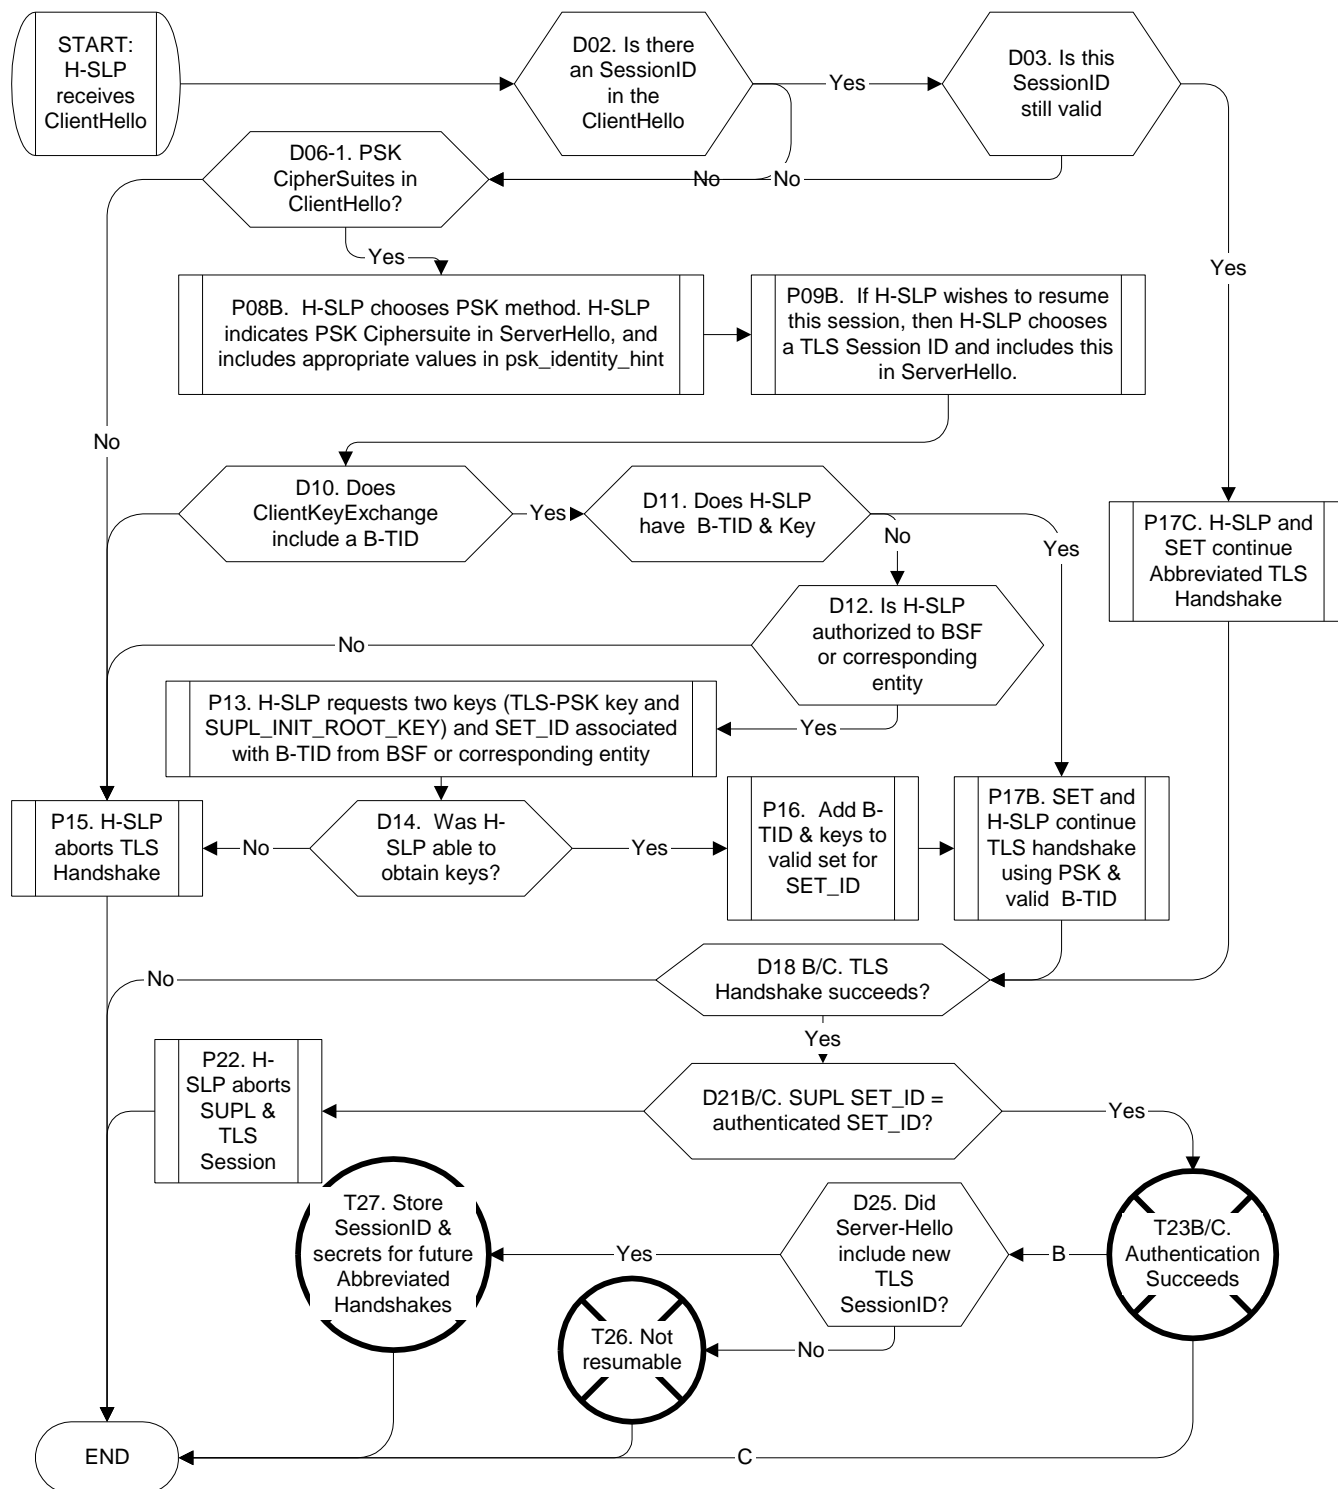 START:
H-SLP
receives
ClientHello
D02. Is there
an SessionID
in the
ClientHello
Yes
D03. Is this
SessionID
still valid
No
No
Yes
D06-1. PSK
CipherSuites in
ClientHello?
Yes
No
P08B.  H-SLP chooses PSK method. H-SLP
indicates PSK Ciphersuite in ServerHello, and
includes appropriate values in psk_identity_hint
P09B.  If H-SLP wishes to resume
this session, then H-SLP chooses
a TLS Session ID and includes this
in ServerHello.
D10. Does
ClientKeyExchange
include a B-TID
Yes
D11. Does H-SLP
have  B-TID & Key
No
Yes
P17C. H-SLP and
SET continue
Abbreviated TLS
Handshake
D12. Is H-SLP
authorized to BSF
or corresponding
entity
No
Yes
P13. H-SLP requests two keys (TLS-PSK key and
SUPL_INIT_ROOT_KEY) and SET_ID associated
with B-TID from BSF or corresponding entity
P15. H-SLP
aborts TLS
Handshake
No
D14.  Was H-
SLP able to
obtain keys?
Yes
P16.  Add B-
TID & keys to
valid set for
SET_ID
P17B. SET and
H-SLP continue
TLS handshake
using PSK &
valid  B-TID
No
D18 B/C. TLS
Handshake succeeds?
Yes
P22. H-
SLP aborts
SUPL &
TLS
Session
D21B/C. SUPL SET_ID =
authenticated SET_ID?
Yes
T27. Store
SessionID &
secrets for future
Abbreviated
Handshakes
Yes
D25. Did
Server-Hello
include new
TLS
SessionID?
B
T23B/C.
Authentication
Succeeds
T26. Not
resumable
No
END
C